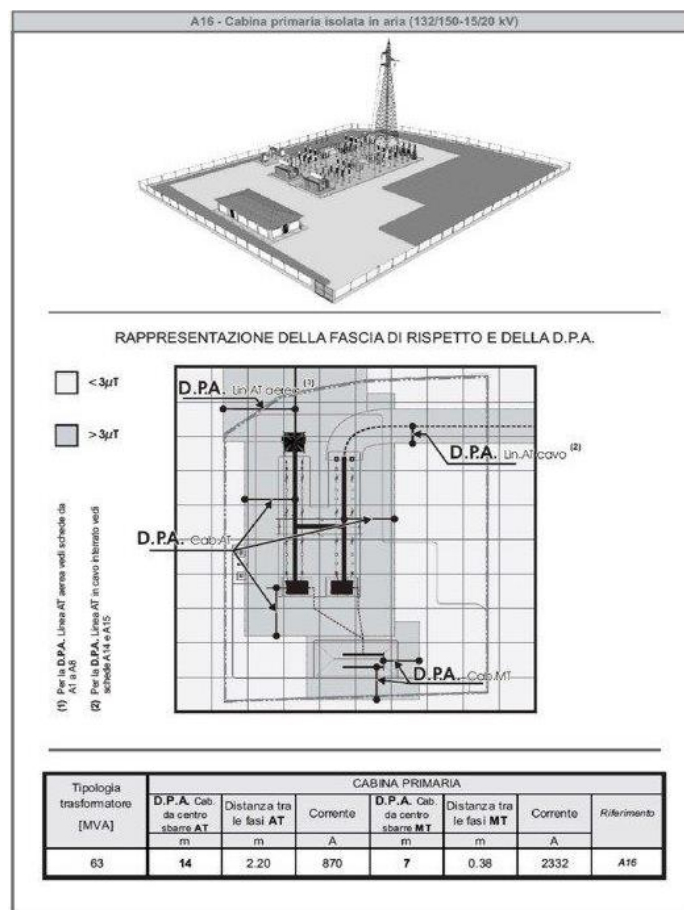 A16 - Cabina primaria isolata in aria (132/150-15/20 kV)
RAPPRESENTAZIONE DELLA FASCIA DI RISPETTO E DELLA D.P.A.
< 3µT
> 3µT
D.P.A. Lin.AT aerea (1)
D.P.A. Lin.AT cavo (2)
D.P.A. Cab.AT
D.P.A. Cab.MT
(1) Per la D.P.A. Linea AT aerea vedi schede da
A1 a A8
(2) Per la D.P.A. Linea AT in cavo interrato vedi
schede A14 e A15
CABINA PRIMARIA
Tipologia
trasformatore
[MVA]
D.P.A. Cab.
da centro
sbarre AT
Distanza tra
le fasi AT
Corrente
D.P.A. Cab.
da centro
sbarre MT
Distanza tra
le fasi MT
Corrente
Riferimento
m m A m m A
63 14 2.20 870 7 0.38 2332 A16